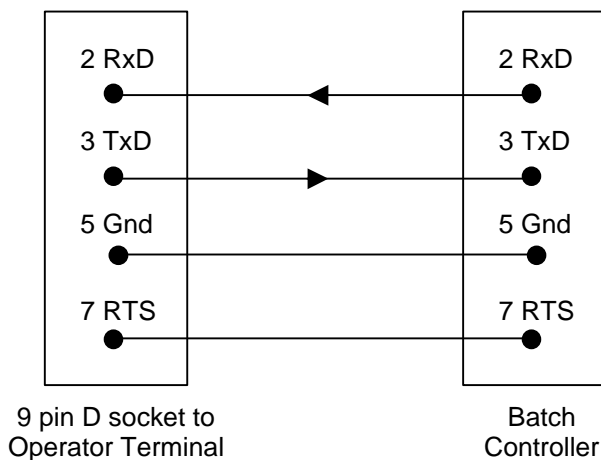 2 RxD
2 RxD
3 TxD
3 TxD
5 Gnd
5 Gnd
7 RTS
7 RTS
9 pin D socket to
Operator Terminal
Batch
Controller